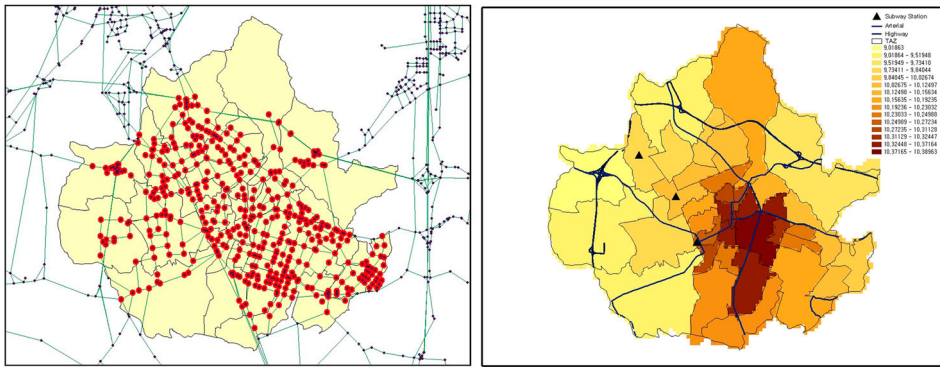 Subway Station
Arterial
Highway
TAZ
9,01863
9,01864 - 9,51948
9,51949 - 9,73410
9,73411 - 9,84044
9,84045 - 10,02674
10,02675 - 10,12497
10,12498 - 10,15634
10,15635 - 10,19235
10,19236 - 10,23032
10,23033 - 10,24988
10,24989 - 10,27234
10,27235 - 10,31128
10,31129 - 10,32447
10,32448 - 10,37164
10,37165 - 10,38963